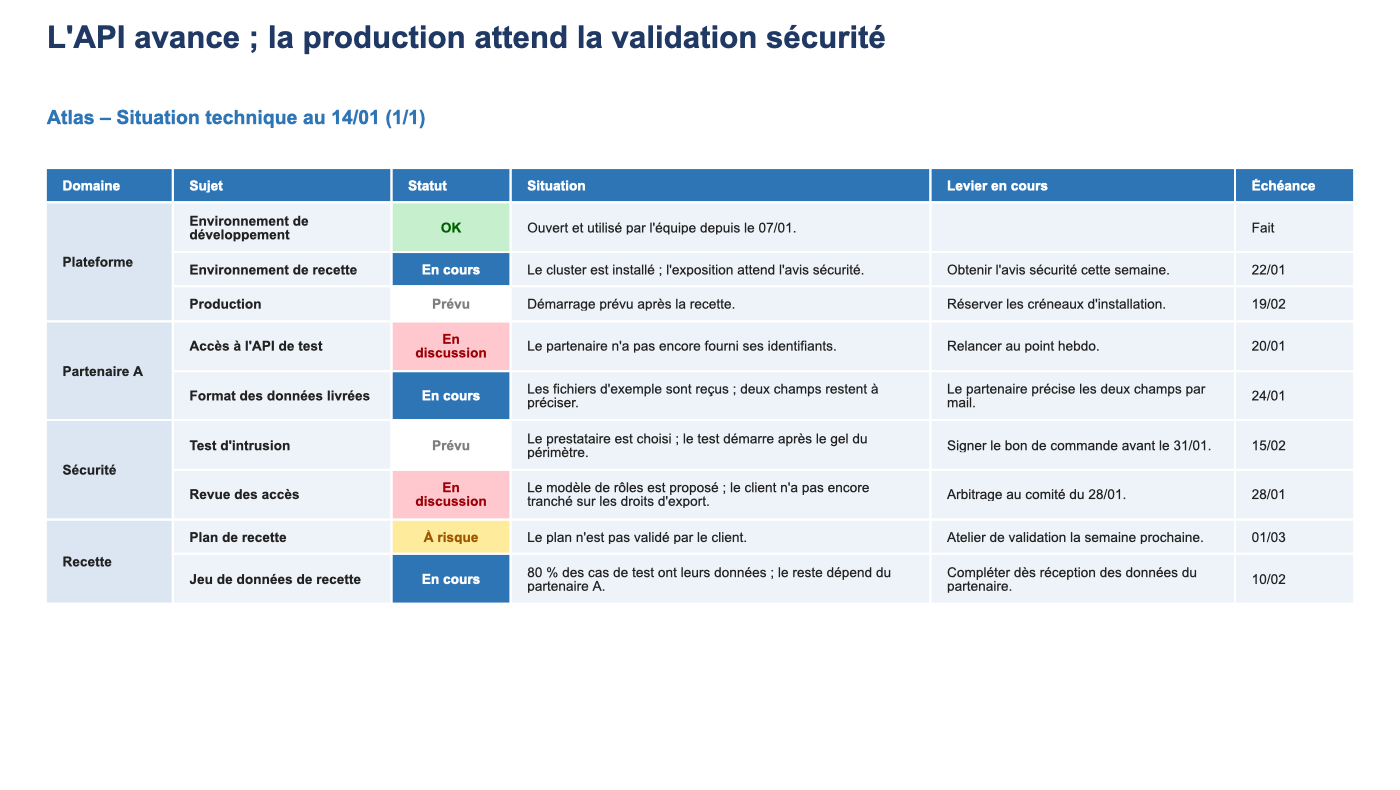 L'API avance ; la production attend la validation sécurité
Atlas – Situation technique au 14/01 (1/1)
Domaine
Sujet
Statut
Situation
Levier en cours
Échéance
Plateforme
Environnement de
développement
OK
Ouvert et utilisé par l'équipe depuis le 07/01.
Fait
Environnement de recette
En cours
Le cluster est installé ; l'exposition attend l'avis sécurité.
Obtenir l'avis sécurité cette semaine.
22/01
Production
Prévu
Démarrage prévu après la recette.
Réserver les créneaux d'installation.
19/02
Partenaire A
Accès à l'API de test
En
discussion
Le partenaire n'a pas encore fourni ses identifiants.
Relancer au point hebdo.
20/01
Format des données livrées
En cours
Les fichiers d'exemple sont reçus ; deux champs restent à
préciser.
Le partenaire précise les deux champs par
mail.
24/01
Sécurité
Test d'intrusion
Prévu
Le prestataire est choisi ; le test démarre après le gel du
périmètre.
Signer le bon de commande avant le 31/01.
15/02
Revue des accès
En
discussion
Le modèle de rôles est proposé ; le client n'a pas encore
tranché sur les droits d'export.
Arbitrage au comité du 28/01.
28/01
Recette
Plan de recette
À risque
Le plan n'est pas validé par le client.
Atelier de validation la semaine prochaine.
01/03
Jeu de données de recette
En cours
80 % des cas de test ont leurs données ; le reste dépend du
partenaire A.
Compléter dès réception des données du
partenaire.
10/02